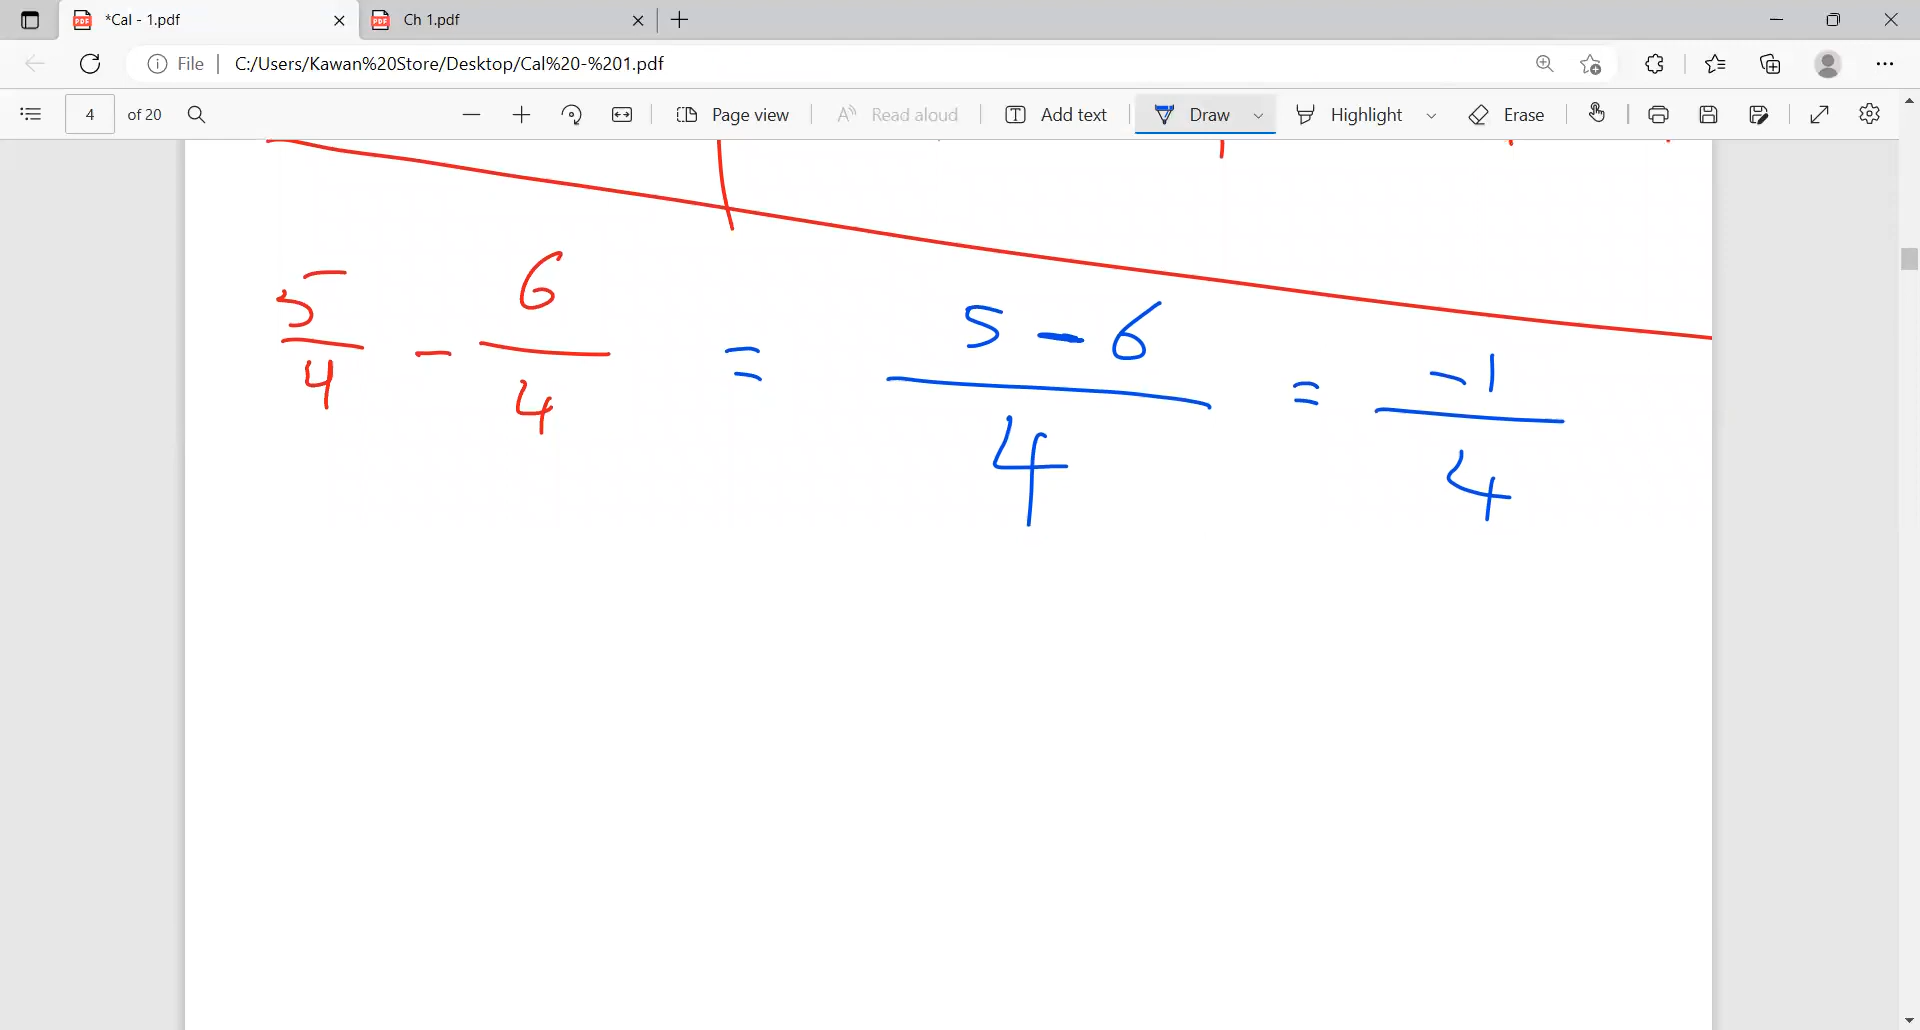 *Cal - 1.pdf
Ch 1.pdf
File C:/Users/Kawan%20Store/Desktop/Cal%20-%201.pdf
4 of 20 Page view Read aloud Add text Draw Highlight Erase
5/4 - 6/4 = (5 - 6)/4 = -1/4